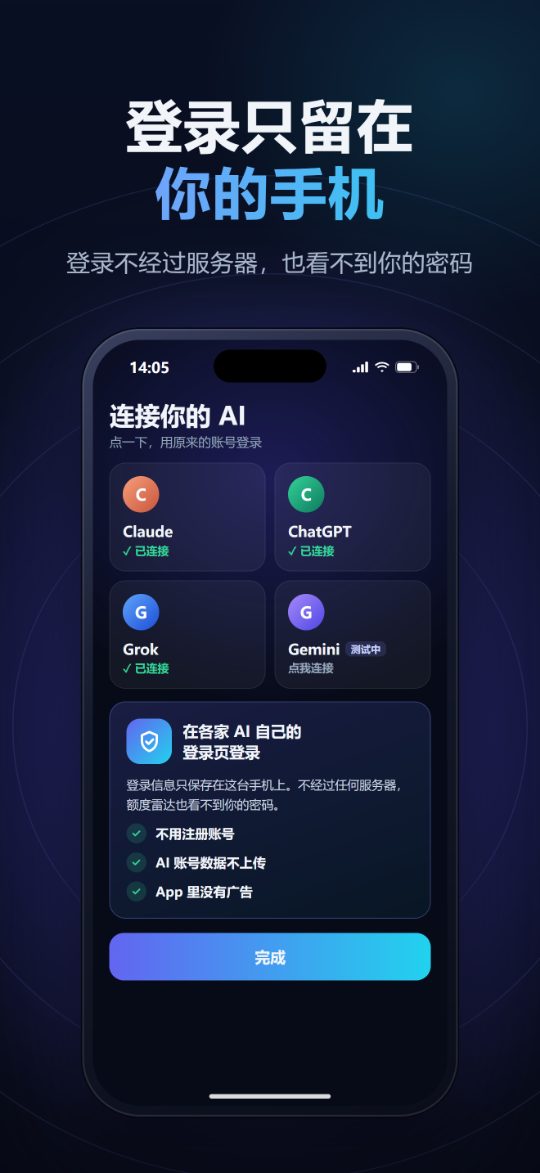 登录只留在
你的手机
登录不经过服务器，也看不到你的密码
14:05
连接你的 AI
点一下，用原来的账号登录
C
Claude
✓ 已连接
C
ChatGPT
✓ 已连接
G
Grok
✓ 已连接
G
Gemini 测试中
点我连接
在各家 AI 自己的
登录页登录
登录信息只保存在这台手机上。不经过任何服务器，
额度雷达也看不到你的密码。
不用注册账号
AI 账号数据不上传
App 里没有广告
完成